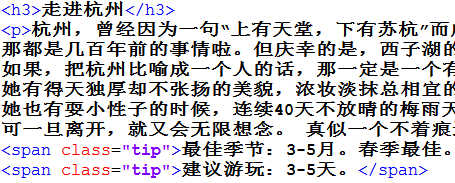 <h3>走进杭州</h3>
<p>杭州，曾经因为一句"上有天堂，下有苏杭"而
那都是几百年前的事情啦。但庆幸的是，西子湖的
如果，把杭州比喻成一个人的话，那一定是一个有
她有得天独厚却不张扬的美貌，浓妆淡抹总相宜的
她也有耍小性子的时候，连续40天不放晴的梅雨天
可一旦离开，就又会无限想念。 真似一个不着痕
<span class="tip">最佳季节：3-5月。春季最佳。
<span class="tip">建议游玩：3-5天。</span>